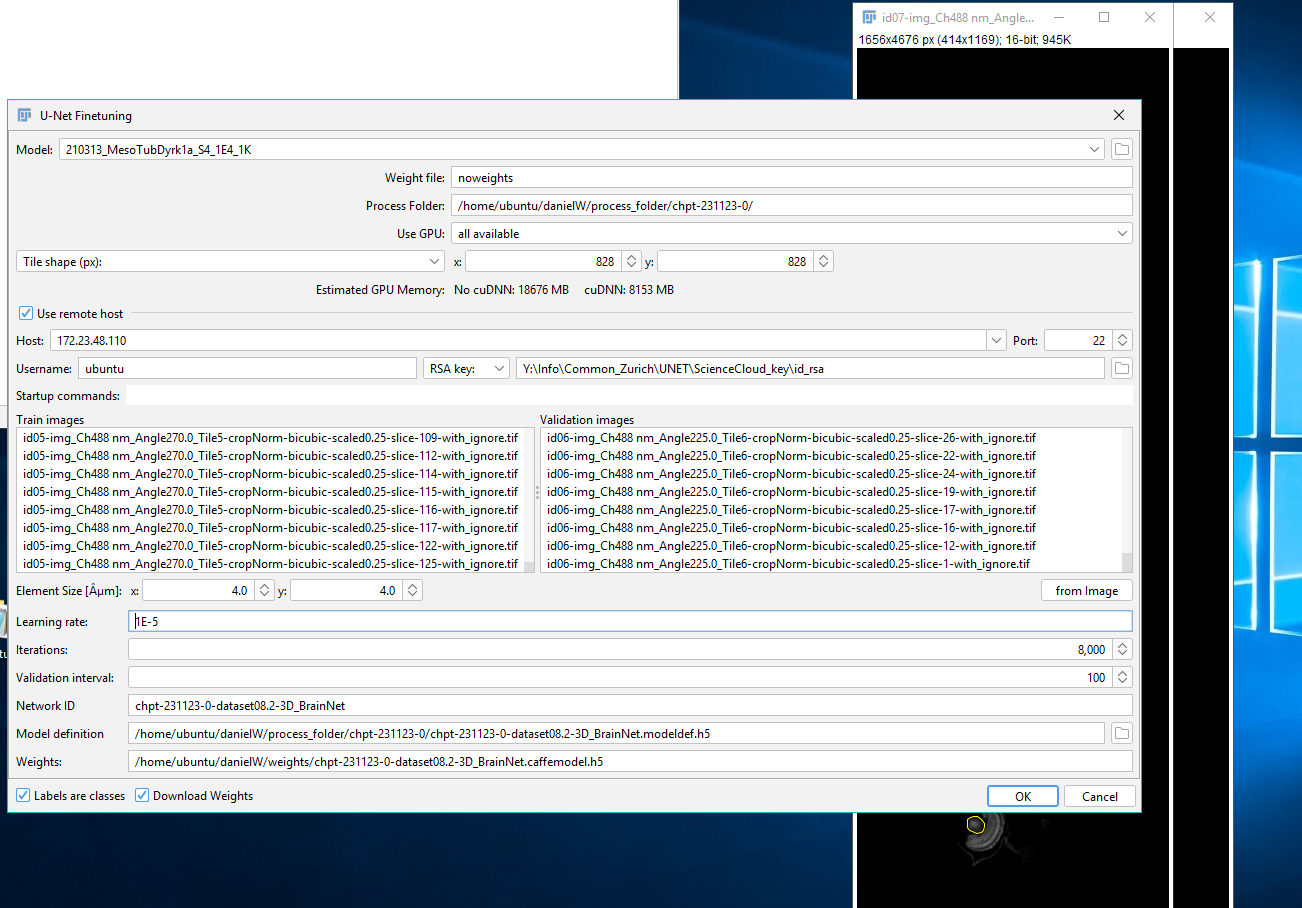 id07-img_Ch488 nm_Angle...
1656x4676 px (414x1169); 16-bit; 945K
U-Net Finetuning
Model: 210313_MesoTubDyrk1a_S4_1E4_1K
Weight file: noweights
Process Folder: /home/ubuntu/danielW/process_folder/chpt-231123-0/
Use GPU: all available
Tile shape (px): x: 828 y: 828
Estimated GPU Memory: No cuDNN: 18676 MB cuDNN: 8153 MB
Use remote host
Host: 172.23.48.110 Port: 22
Username: ubuntu RSA key: Y:\Info\Common_Zurich\UNET\ScienceCloud_key\id_rsa
Startup commands:
Train images Validation images
id05-img_Ch488 nm_Angle270.0_Tile5-cropNorm-bicubic-scaled0.25-slice-109-with_ignore.tif id06-img_Ch488 nm_Angle225.0_Tile6-cropNorm-bicubic-scaled0.25-slice-26-with_ignore.tif
id05-img_Ch488 nm_Angle270.0_Tile5-cropNorm-bicubic-scaled0.25-slice-112-with_ignore.tif id06-img_Ch488 nm_Angle225.0_Tile6-cropNorm-bicubic-scaled0.25-slice-22-with_ignore.tif
id05-img_Ch488 nm_Angle270.0_Tile5-cropNorm-bicubic-scaled0.25-slice-114-with_ignore.tif id06-img_Ch488 nm_Angle225.0_Tile6-cropNorm-bicubic-scaled0.25-slice-24-with_ignore.tif
id05-img_Ch488 nm_Angle270.0_Tile5-cropNorm-bicubic-scaled0.25-slice-115-with_ignore.tif id06-img_Ch488 nm_Angle225.0_Tile6-cropNorm-bicubic-scaled0.25-slice-19-with_ignore.tif
id05-img_Ch488 nm_Angle270.0_Tile5-cropNorm-bicubic-scaled0.25-slice-116-with_ignore.tif id06-img_Ch488 nm_Angle225.0_Tile6-cropNorm-bicubic-scaled0.25-slice-17-with_ignore.tif
id05-img_Ch488 nm_Angle270.0_Tile5-cropNorm-bicubic-scaled0.25-slice-117-with_ignore.tif id06-img_Ch488 nm_Angle225.0_Tile6-cropNorm-bicubic-scaled0.25-slice-16-with_ignore.tif
id05-img_Ch488 nm_Angle270.0_Tile5-cropNorm-bicubic-scaled0.25-slice-122-with_ignore.tif id06-img_Ch488 nm_Angle225.0_Tile6-cropNorm-bicubic-scaled0.25-slice-12-with_ignore.tif
id05-img_Ch488 nm_Angle270.0_Tile5-cropNorm-bicubic-scaled0.25-slice-125-with_ignore.tif id06-img_Ch488 nm_Angle225.0_Tile6-cropNorm-bicubic-scaled0.25-slice-1-with_ignore.tif
Element Size [Âµm]: x: 4.0 y: 4.0 from Image
Learning rate: 1E-5
Iterations: 8,000
Validation interval: 100
Network ID chpt-231123-0-dataset08.2-3D_BrainNet
Model definition /home/ubuntu/danielW/process_folder/chpt-231123-0/chpt-231123-0-dataset08.2-3D_BrainNet.modeldef.h5
Weights: /home/ubuntu/danielW/weights/chpt-231123-0-dataset08.2-3D_BrainNet.caffemodel.h5
Labels are classes Download Weights OK Cancel